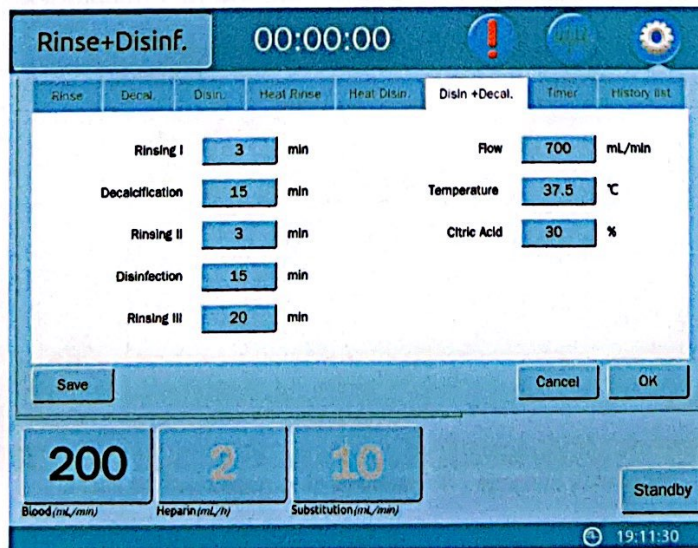 Rinse+Disinf. 00:00:00
Rinse Decal. Disin. Heat Rinse Heat Disin. Disin +Decal. Timer History list
Rinsing I 3 min Flow 700 mL/min
Decalcification 15 min Temperature 37.5 ℃
Rinsing II 3 min Citric Acid 30 %
Disinfection 15 min
Rinsing III 20 min
Save Cancel OK
200 2 10
Blood(mL/min) Heparin(mL/h) Substitution(mL/min)
Standby
19:11:30